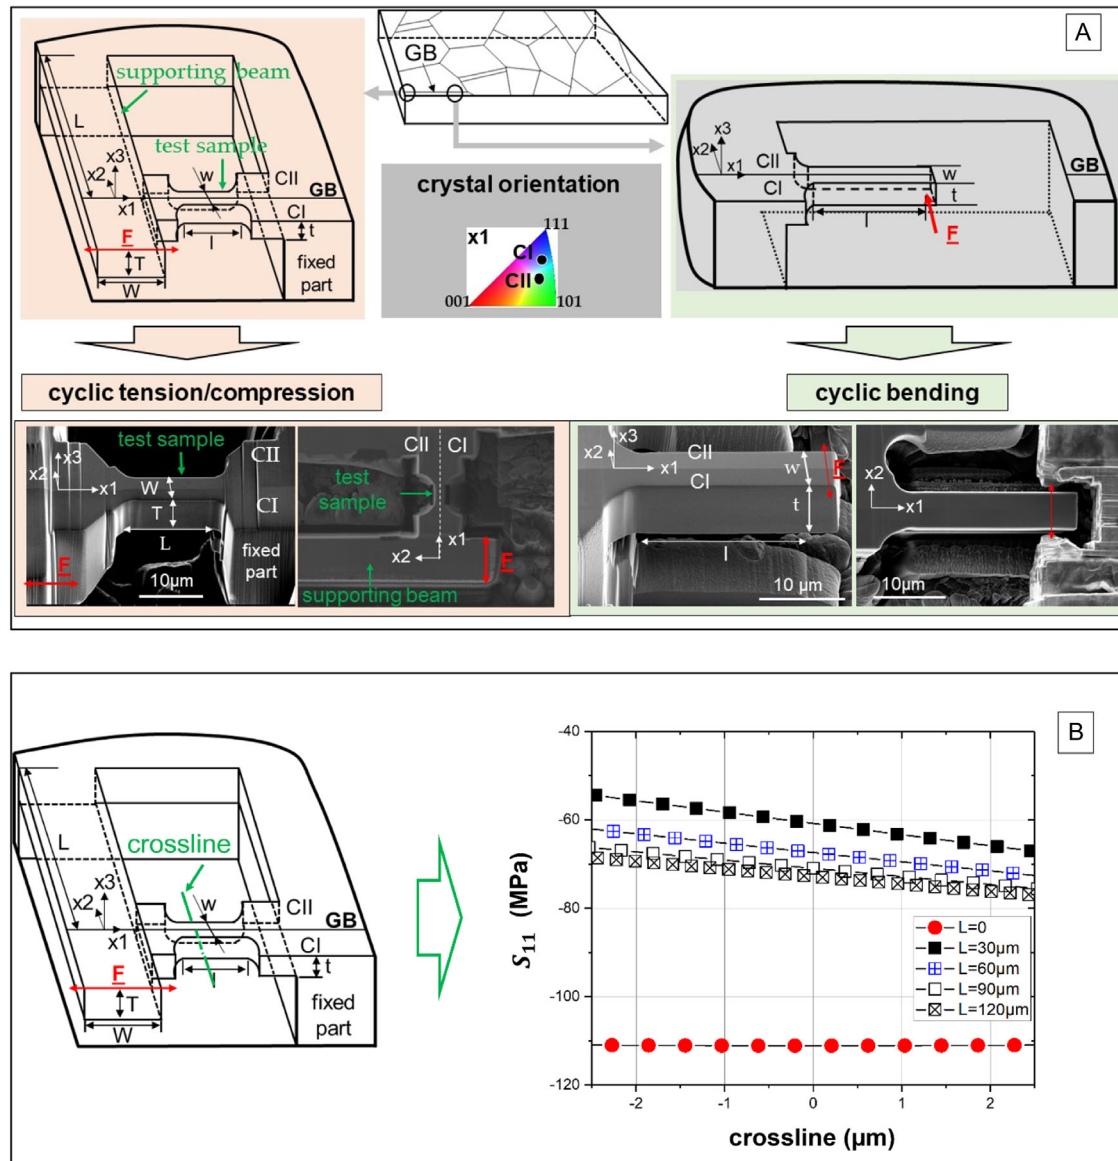 A
supporting beam
L
test sample
x3
x2
x1
w
CII
GB
CI
t
l
F
T
W
fixed
part
GB
crystal orientation
x1
111
CI
CII
001
101
x3
x2
x1
CII
CI
GB
w
t
l
F
cyclic tension/compression
cyclic bending
test sample
x3
x2
x1
W
T
L
CII
CI
F
fixed
part
10μm
CII
CI
test
sample
x1
x2
F
supporting beam
x3
x2
x1
CII
CI
w
t
l
F
10 μm
x2
x1
10μm
B
L
crossline
x3
x2
x1
w
CII
GB
CI
t
l
F
T
W
fixed
part
S11 (MPa)
-40
-60
-80
-100
-120
L=0
L=30μm
L=60μm
L=90μm
L=120μm
-2
-1
0
1
2
crossline (μm)